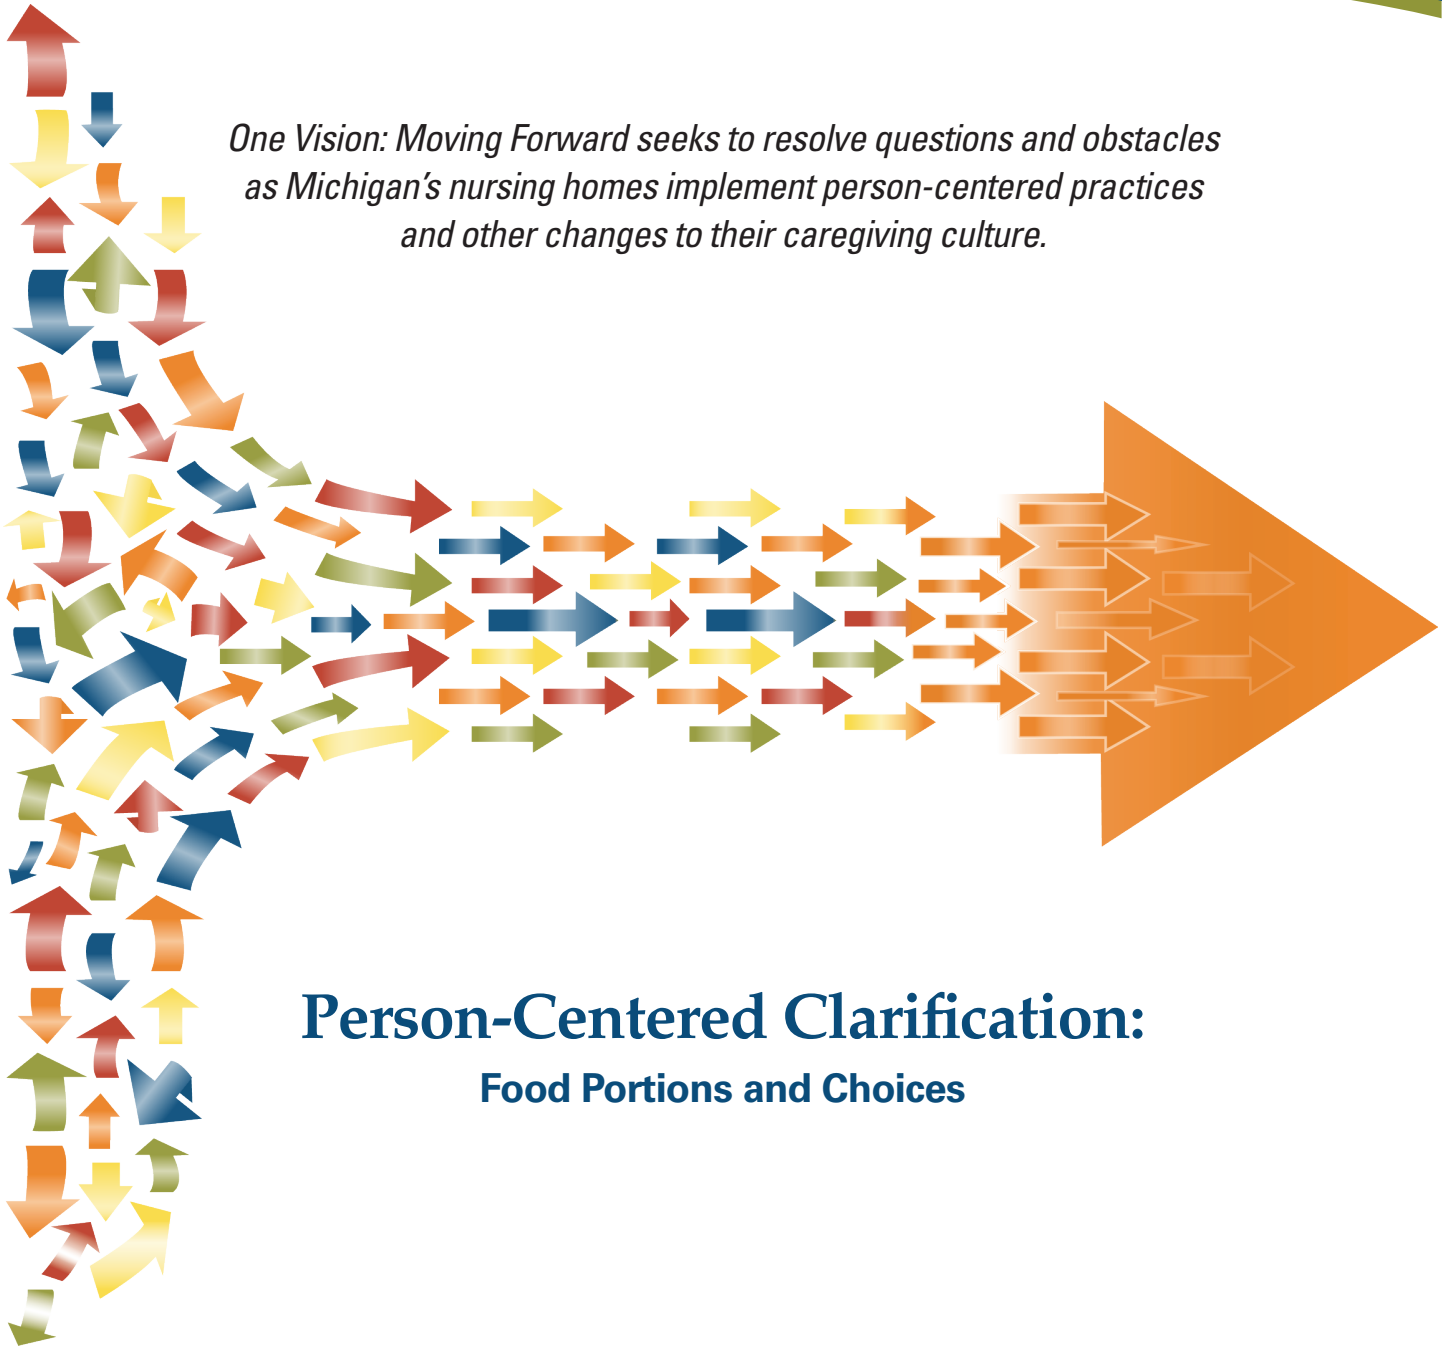 One Vision: Moving Forward seeks to resolve questions and obstacles
as Michigan’s nursing homes implement person-centered practices
and other changes to their caregiving culture.
Person-Centered Clarification:
Food Portions and Choices